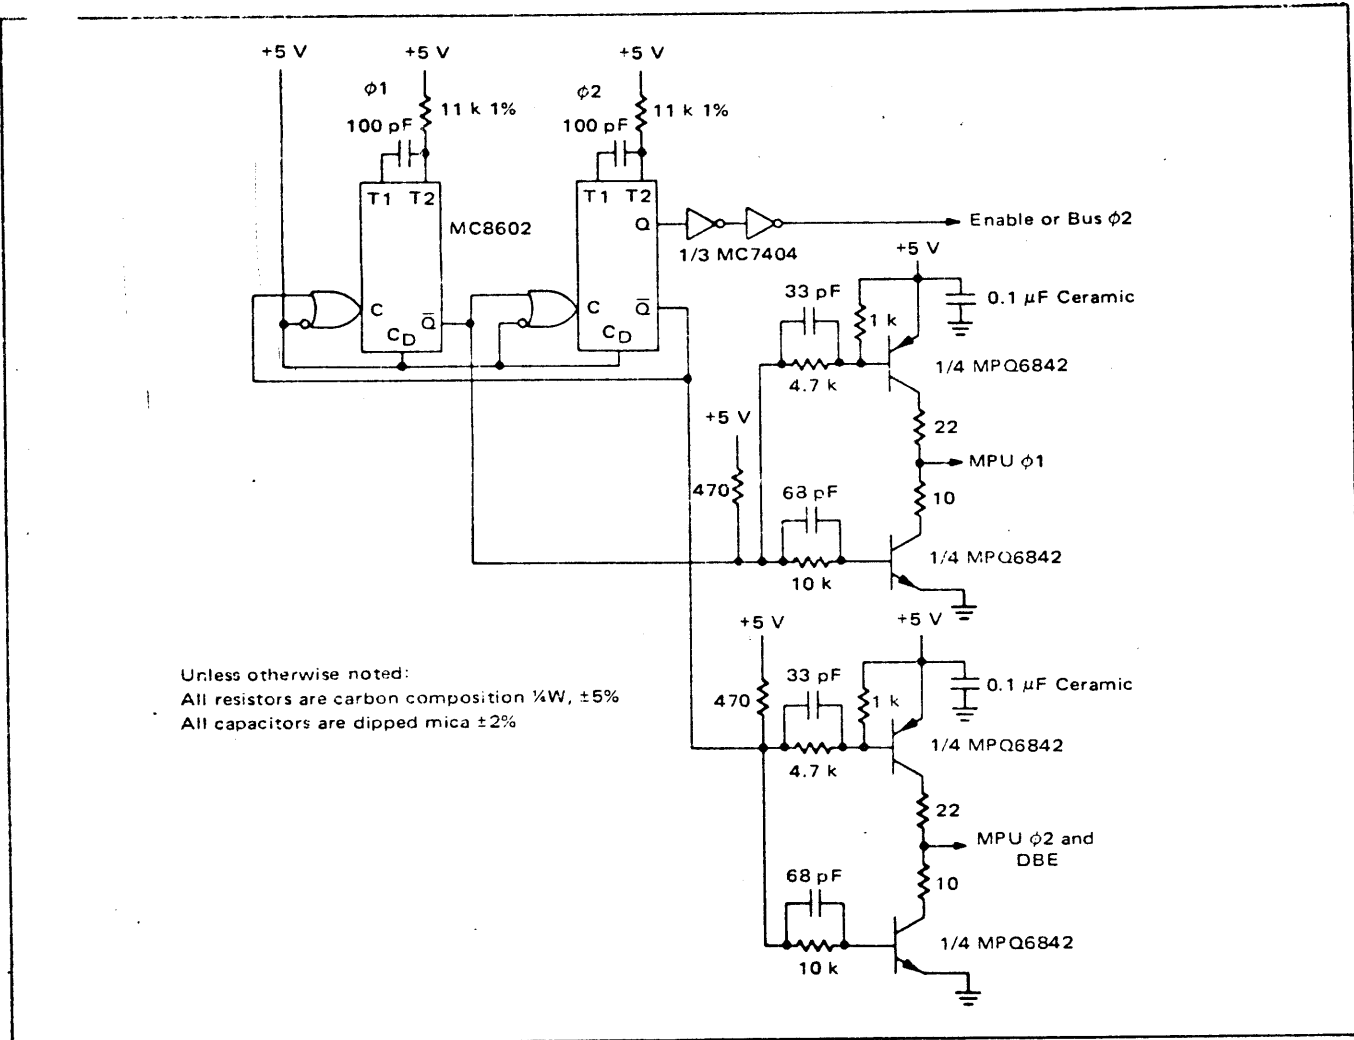 +5 V
+5 V
+5 V
ϕ1
11 k 1%
100 pF
ϕ2
11 k 1%
100 pF
T1 T2
MC8602
T1 T2
Q
1/3 MC7404
Enable or Bus ϕ2
+5 V
33 pF
0.1 μF Ceramic
1 k
C
Q̄
CD
C
Q̄
CD
4.7 k
1/4 MPQ6842
+5 V
22
MPU ϕ1
470
68 pF
10
1/4 MPQ6842
10 k
+5 V
+5 V
Unless otherwise noted:
All resistors are carbon composition ¼W, ±5%
All capacitors are dipped mica ±2%
470
33 pF
1 k
0.1 μF Ceramic
4.7 k
1/4 MPQ6842
22
MPU ϕ2 and
DBE
68 pF
10
10 k
1/4 MPQ6842